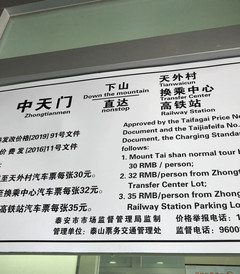 中天门
Zhongtianmen
下山
Down the mountain
直达
nonstop
天外村
Tianwaicun
换乘中心
Transfer Center
高铁站
Railway Station
发改价格[2019] 91号文件
价费发[2016]11号文件
至天外村汽车票每张30元。
至换乘中心汽车票每张32元。
至高铁站汽车票每张35元。
泰安市市场监督管理局监制
管理单位：泰山票务交通管理处
Approved by the Taifagai Price No
Document and the Taijiafeifa No.
Document, the Charging Standard
follows:
1. Mount Tai shan normal tour
30 RMB / person;
2. 32 RMB/person from Zhong
Transfer Center Lot;
3. 35 RMB/person from Zhong
Railway Station Parking Lo
价格举报电话：1
监督电话：9600